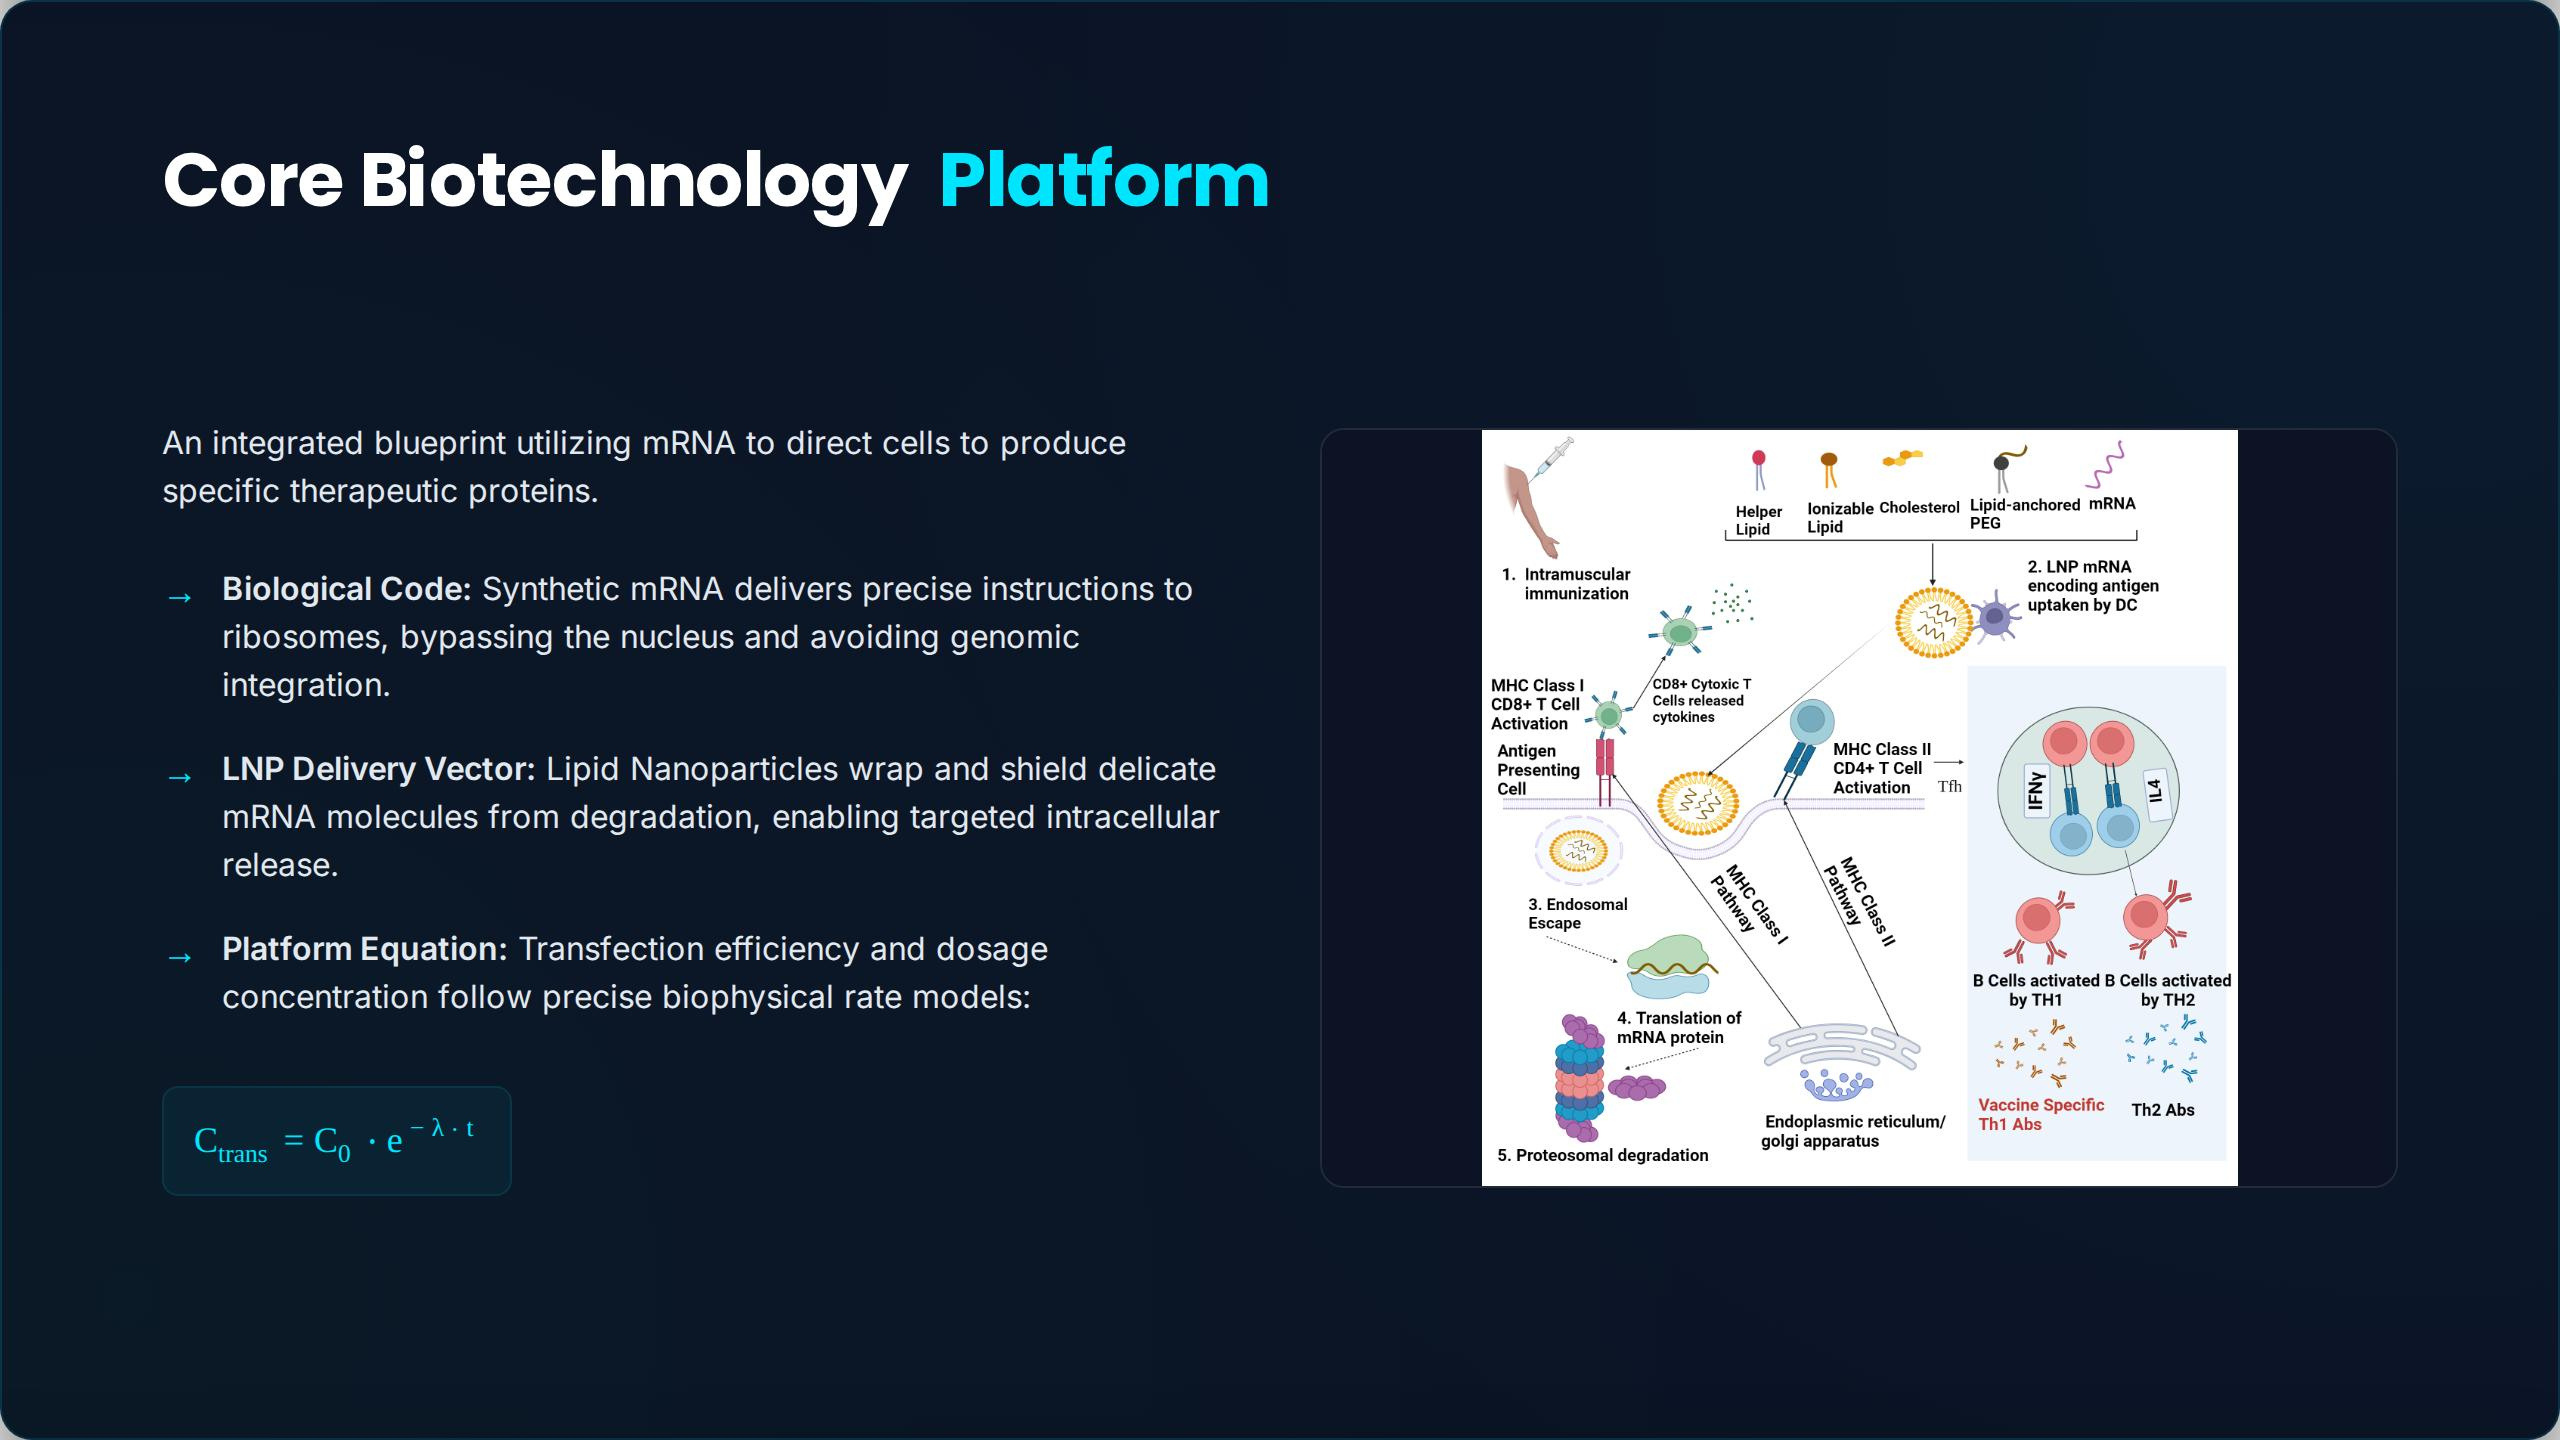 Core Biotechnology Platform
An integrated blueprint utilizing mRNA to direct cells to produce
specific therapeutic proteins.
→ Biological Code: Synthetic mRNA delivers precise instructions to
ribosomes, bypassing the nucleus and avoiding genomic
integration.
→ LNP Delivery Vector: Lipid Nanoparticles wrap and shield delicate
mRNA molecules from degradation, enabling targeted intracellular
release.
→ Platform Equation: Transfection efficiency and dosage
concentration follow precise biophysical rate models:
C_trans = C_0 · e^(− λ · t)
Helper
Lipid
Ionizable
Lipid
Cholesterol
Lipid-anchored
PEG
mRNA
1. Intramuscular
immunization
2. LNP mRNA
encoding antigen
uptaken by DC
MHC Class I
CD8+ T Cell
Activation
CD8+ Cytoxic T
Cells released
cytokines
Antigen
Presenting
Cell
MHC Class II
CD4+ T Cell
Activation
Tfh
IFNγ
IL4
3. Endosomal
Escape
MHC Class I
Pathway
MHC Class II
Pathway
4. Translation of
mRNA protein
5. Proteosomal degradation
Endoplasmic reticulum/
golgi apparatus
B Cells activated
by TH1
B Cells activated
by TH2
Vaccine Specific
Th1 Abs
Th2 Abs